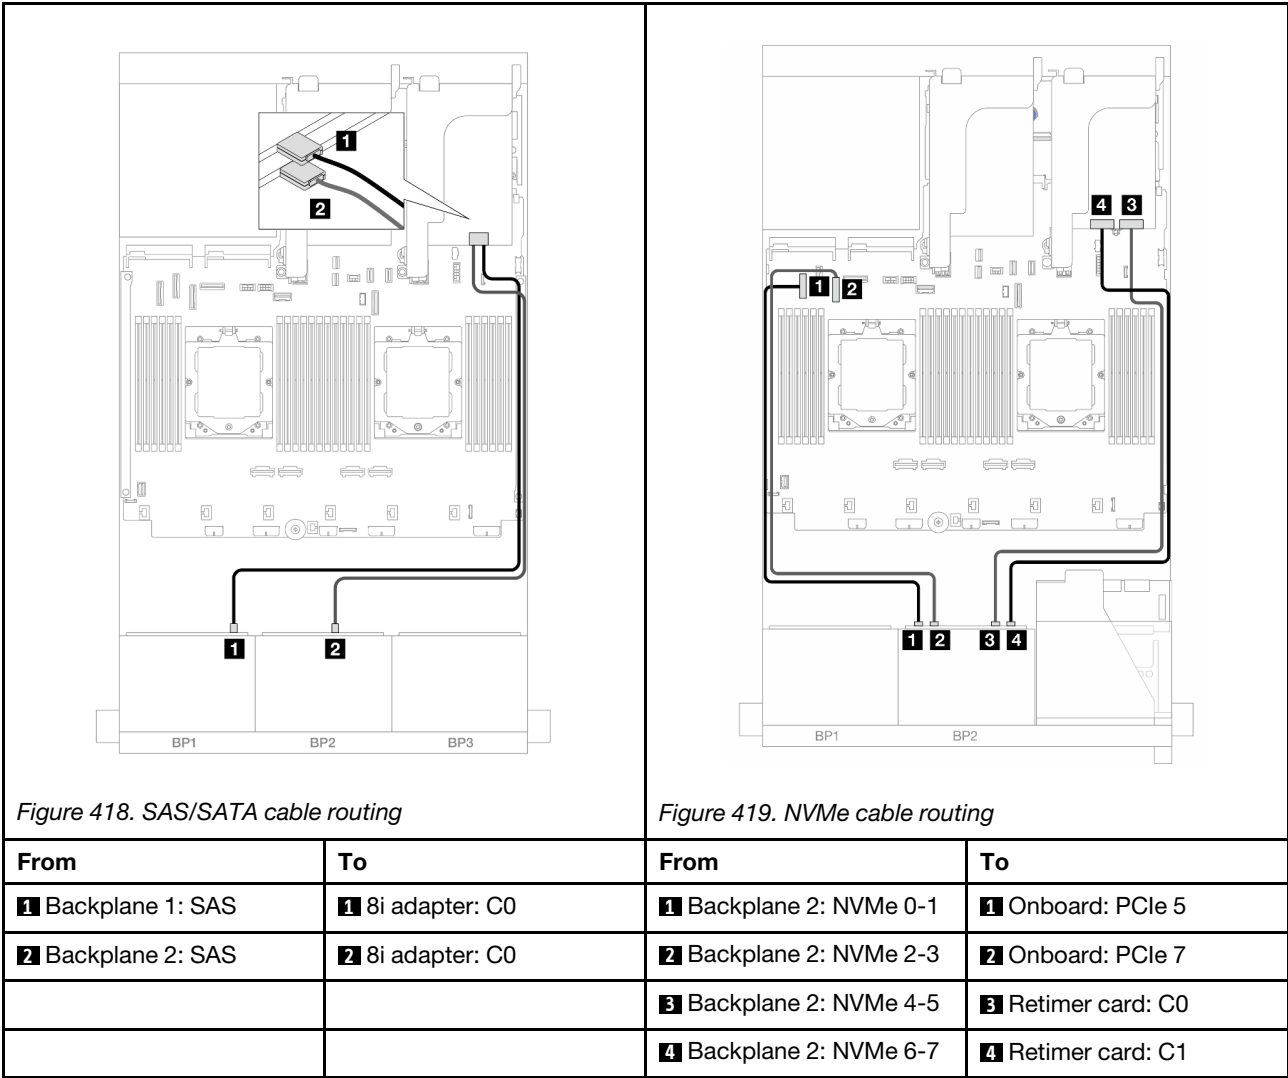 1
2
1
2
BP1
BP2
BP3
Figure 418. SAS/SATA cable routing
4 3
1 2
1 2 3 4
BP1
BP2
Figure 419. NVMe cable routing
From To From To
1 Backplane 1: SAS 1 8i adapter: C0 1 Backplane 2: NVMe 0-1 1 Onboard: PCIe 5
2 Backplane 2: SAS 2 8i adapter: C0 2 Backplane 2: NVMe 2-3 2 Onboard: PCIe 7
3 Backplane 2: NVMe 4-5 3 Retimer card: C0
4 Backplane 2: NVMe 6-7 4 Retimer card: C1